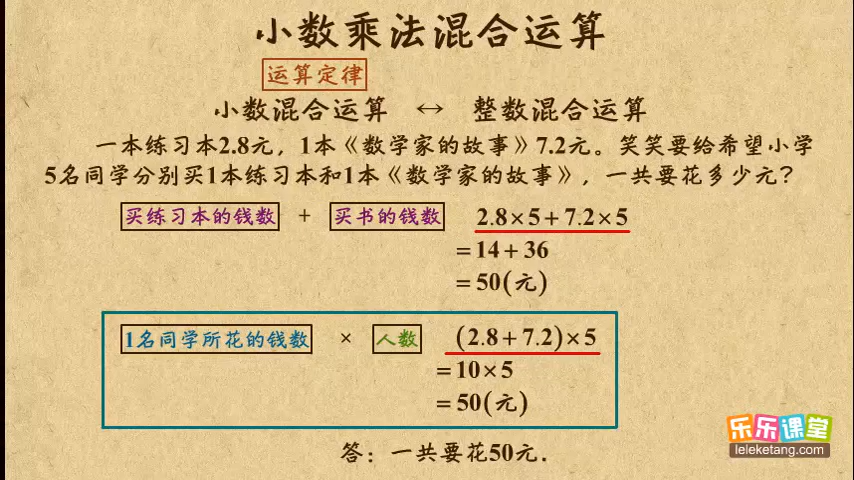 小数乘法混合运算
运算定律
小数混合运算 ↔ 整数混合运算
一本练习本2.8元，1本《数学家的故事》7.2元。笑笑要给希望小学
5名同学分别买1本练习本和1本《数学家的故事》，一共要花多少元？
买练习本的钱数 + 买书的钱数 2.8×5+7.2×5
=14+36
=50(元)
1名同学所花的钱数 × 人数 (2.8+7.2)×5
=10×5
=50(元)
答：一共要花50元.
乐乐课堂
leleketang.com